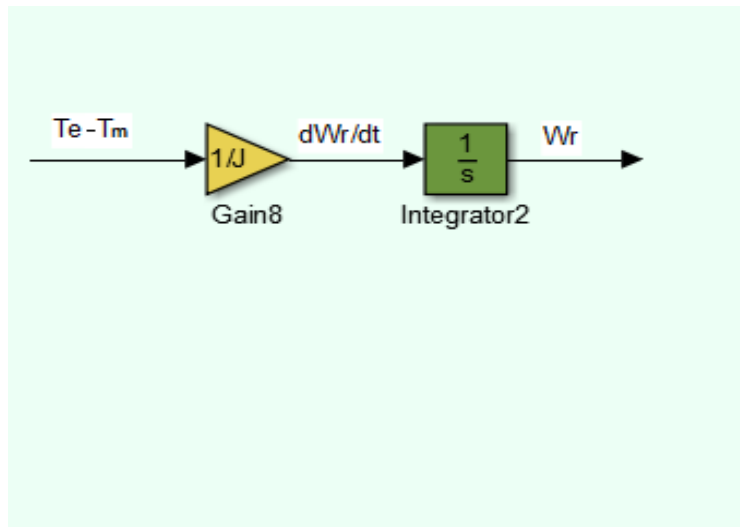 Te-Tm
dWr/dt
Wr
1/J
1
s
Gain8
Integrator2